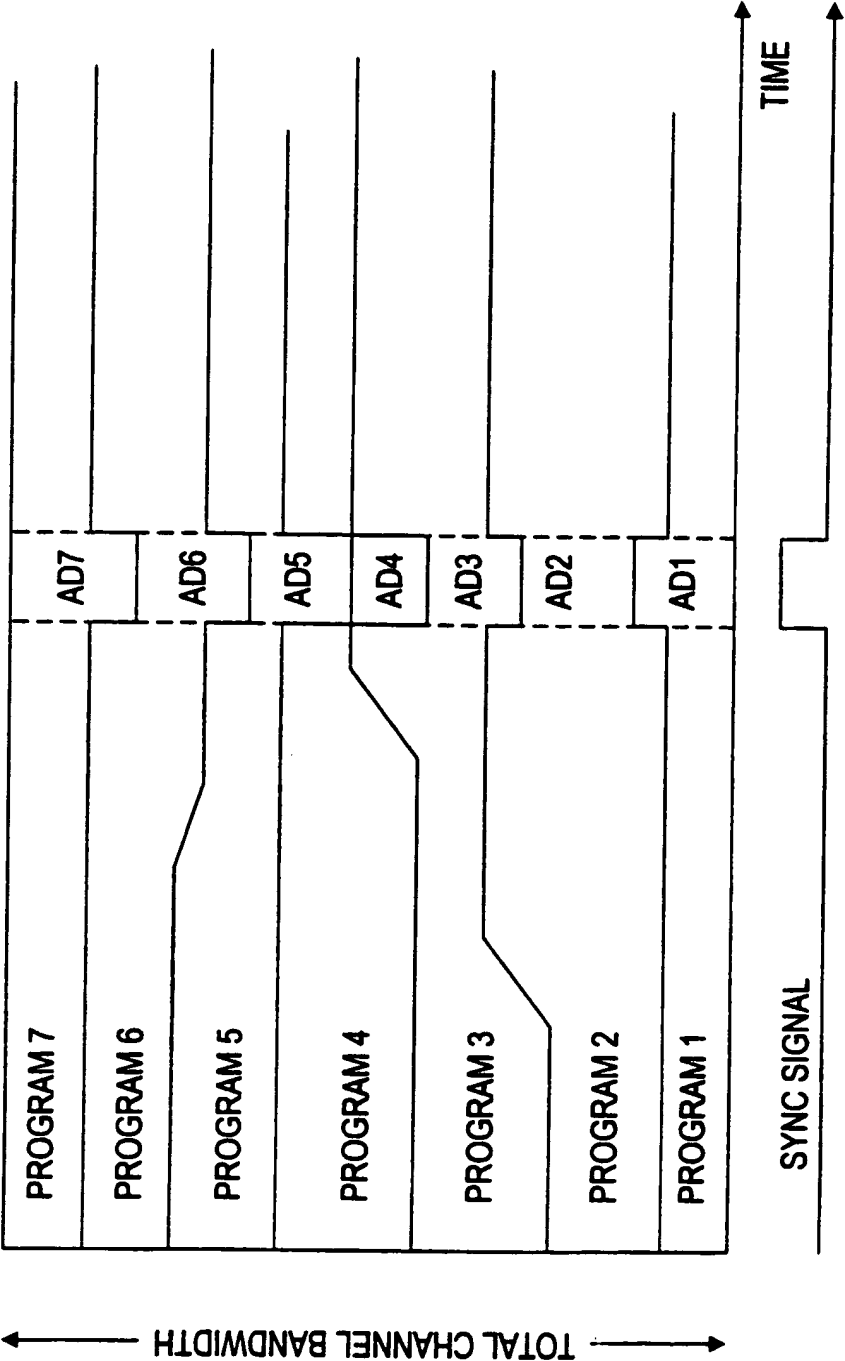 TOTAL CHANNEL BANDWIDTH
PROGRAM 7
PROGRAM 6
PROGRAM 5
PROGRAM 4
PROGRAM 3
PROGRAM 2
PROGRAM 1
AD7
AD6
AD5
AD4
AD3
AD2
AD1
TIME
SYNC SIGNAL